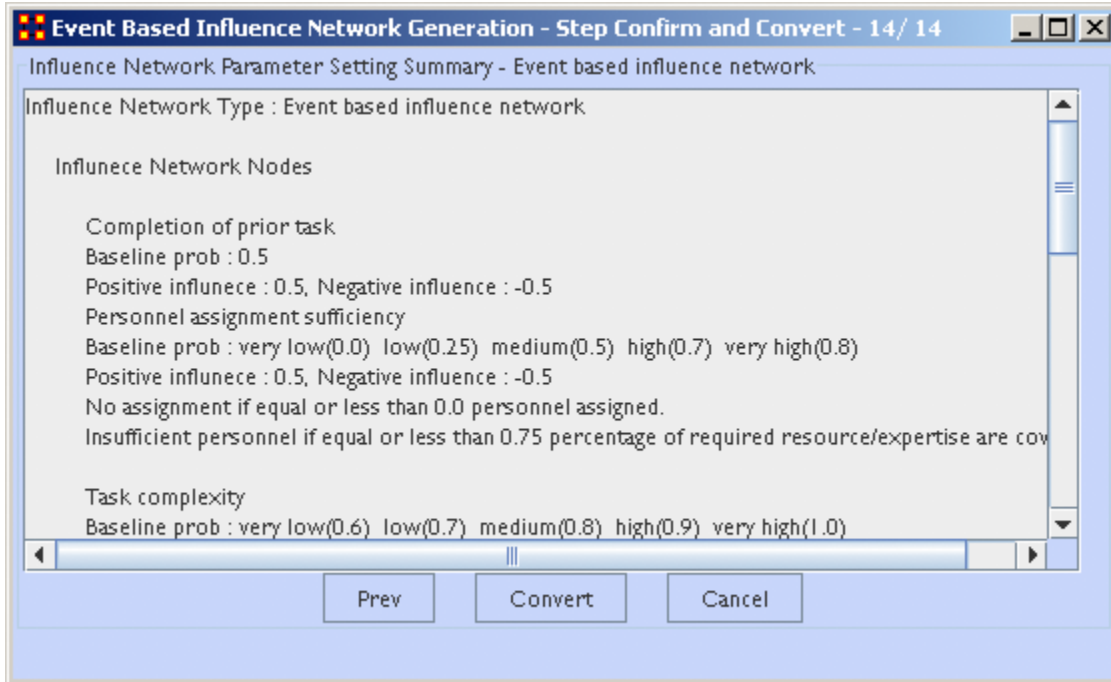 Event Based Influence Network Generation - Step Confirm and Convert - 14/ 14
Influence Network Parameter Setting Summary - Event based influence network
Influence Network Type : Event based influence network
Influnece Network Nodes
Completion of prior task
Baseline prob : 0.5
Positive influnece : 0.5, Negative influence : -0.5
Personnel assignment sufficiency
Baseline prob : very low(0.0) low(0.25) medium(0.5) high(0.7) very high(0.8)
Positive influnece : 0.5, Negative influence : -0.5
No assignment if equal or less than 0.0 personnel assigned.
Insufficient personnel if equal or less than 0.75 percentage of required resource/expertise are cov
Task complexity
Baseline prob : very low(0.6) low(0.7) medium(0.8) high(0.9) very high(1.0)
Prev Convert Cancel